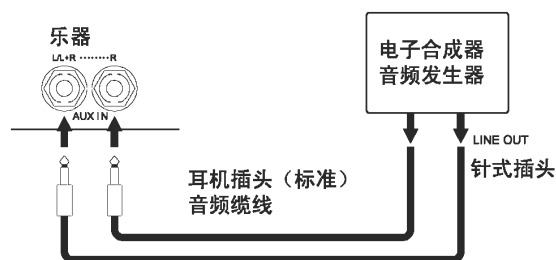 乐器
L/L+R ········ R
AUX IN
电子合成器
音频发生器
LINE OUT
针式插头
耳机插头（标准）
音频缆线